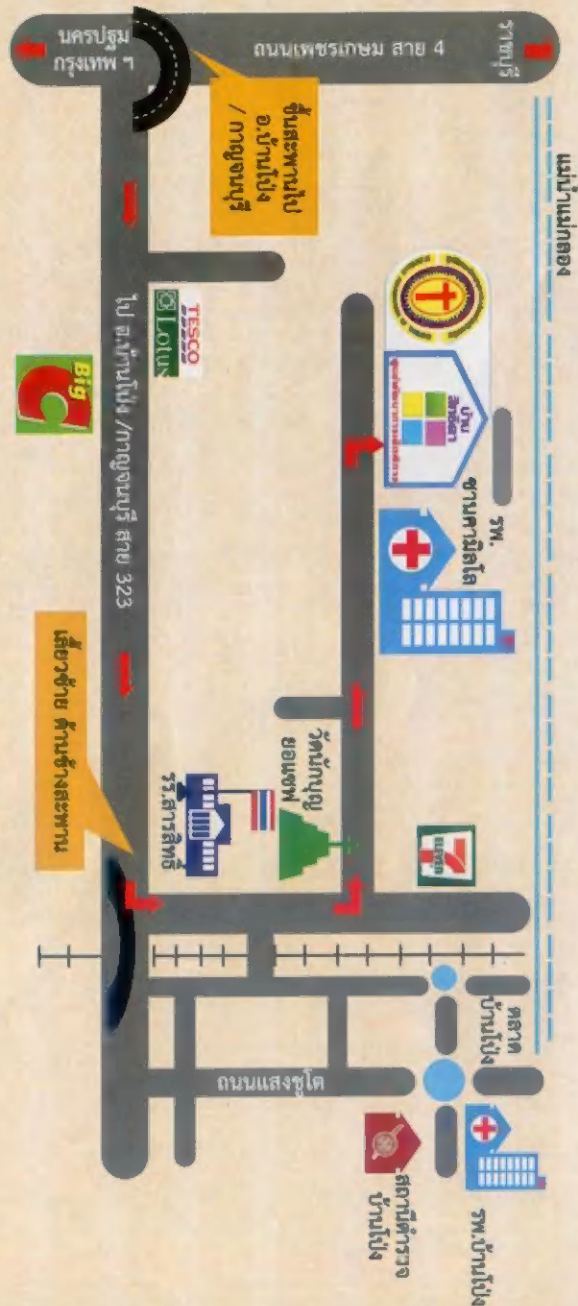 นครปฐม
กรุงเทพ ฯ
ถนนเพชรเกษม สาย 4
ราชบุรี
ขึ้นสะพานไป
อ.บ้านโป่ง
/ กาญจนบุรี
แม่น้ำแม่กลอง
TESCO
Lotus
Big
C
ไป อ.บ้านโป่ง /กาญจนบุรี สาย 323
บ้าน
รพ.
ซานคามิลโล
เลี้ยวซ้าย ด้านข้างสะพาน
รร.สารสิทธิ์
วัดนักบุญ
ยอแซฟ
7
ELEVEN
ตลาด
บ้านโป่ง
ถนนแสงชูโต
สถานีตำรวจ
บ้านโป่ง
รพ.บ้านโป่ง